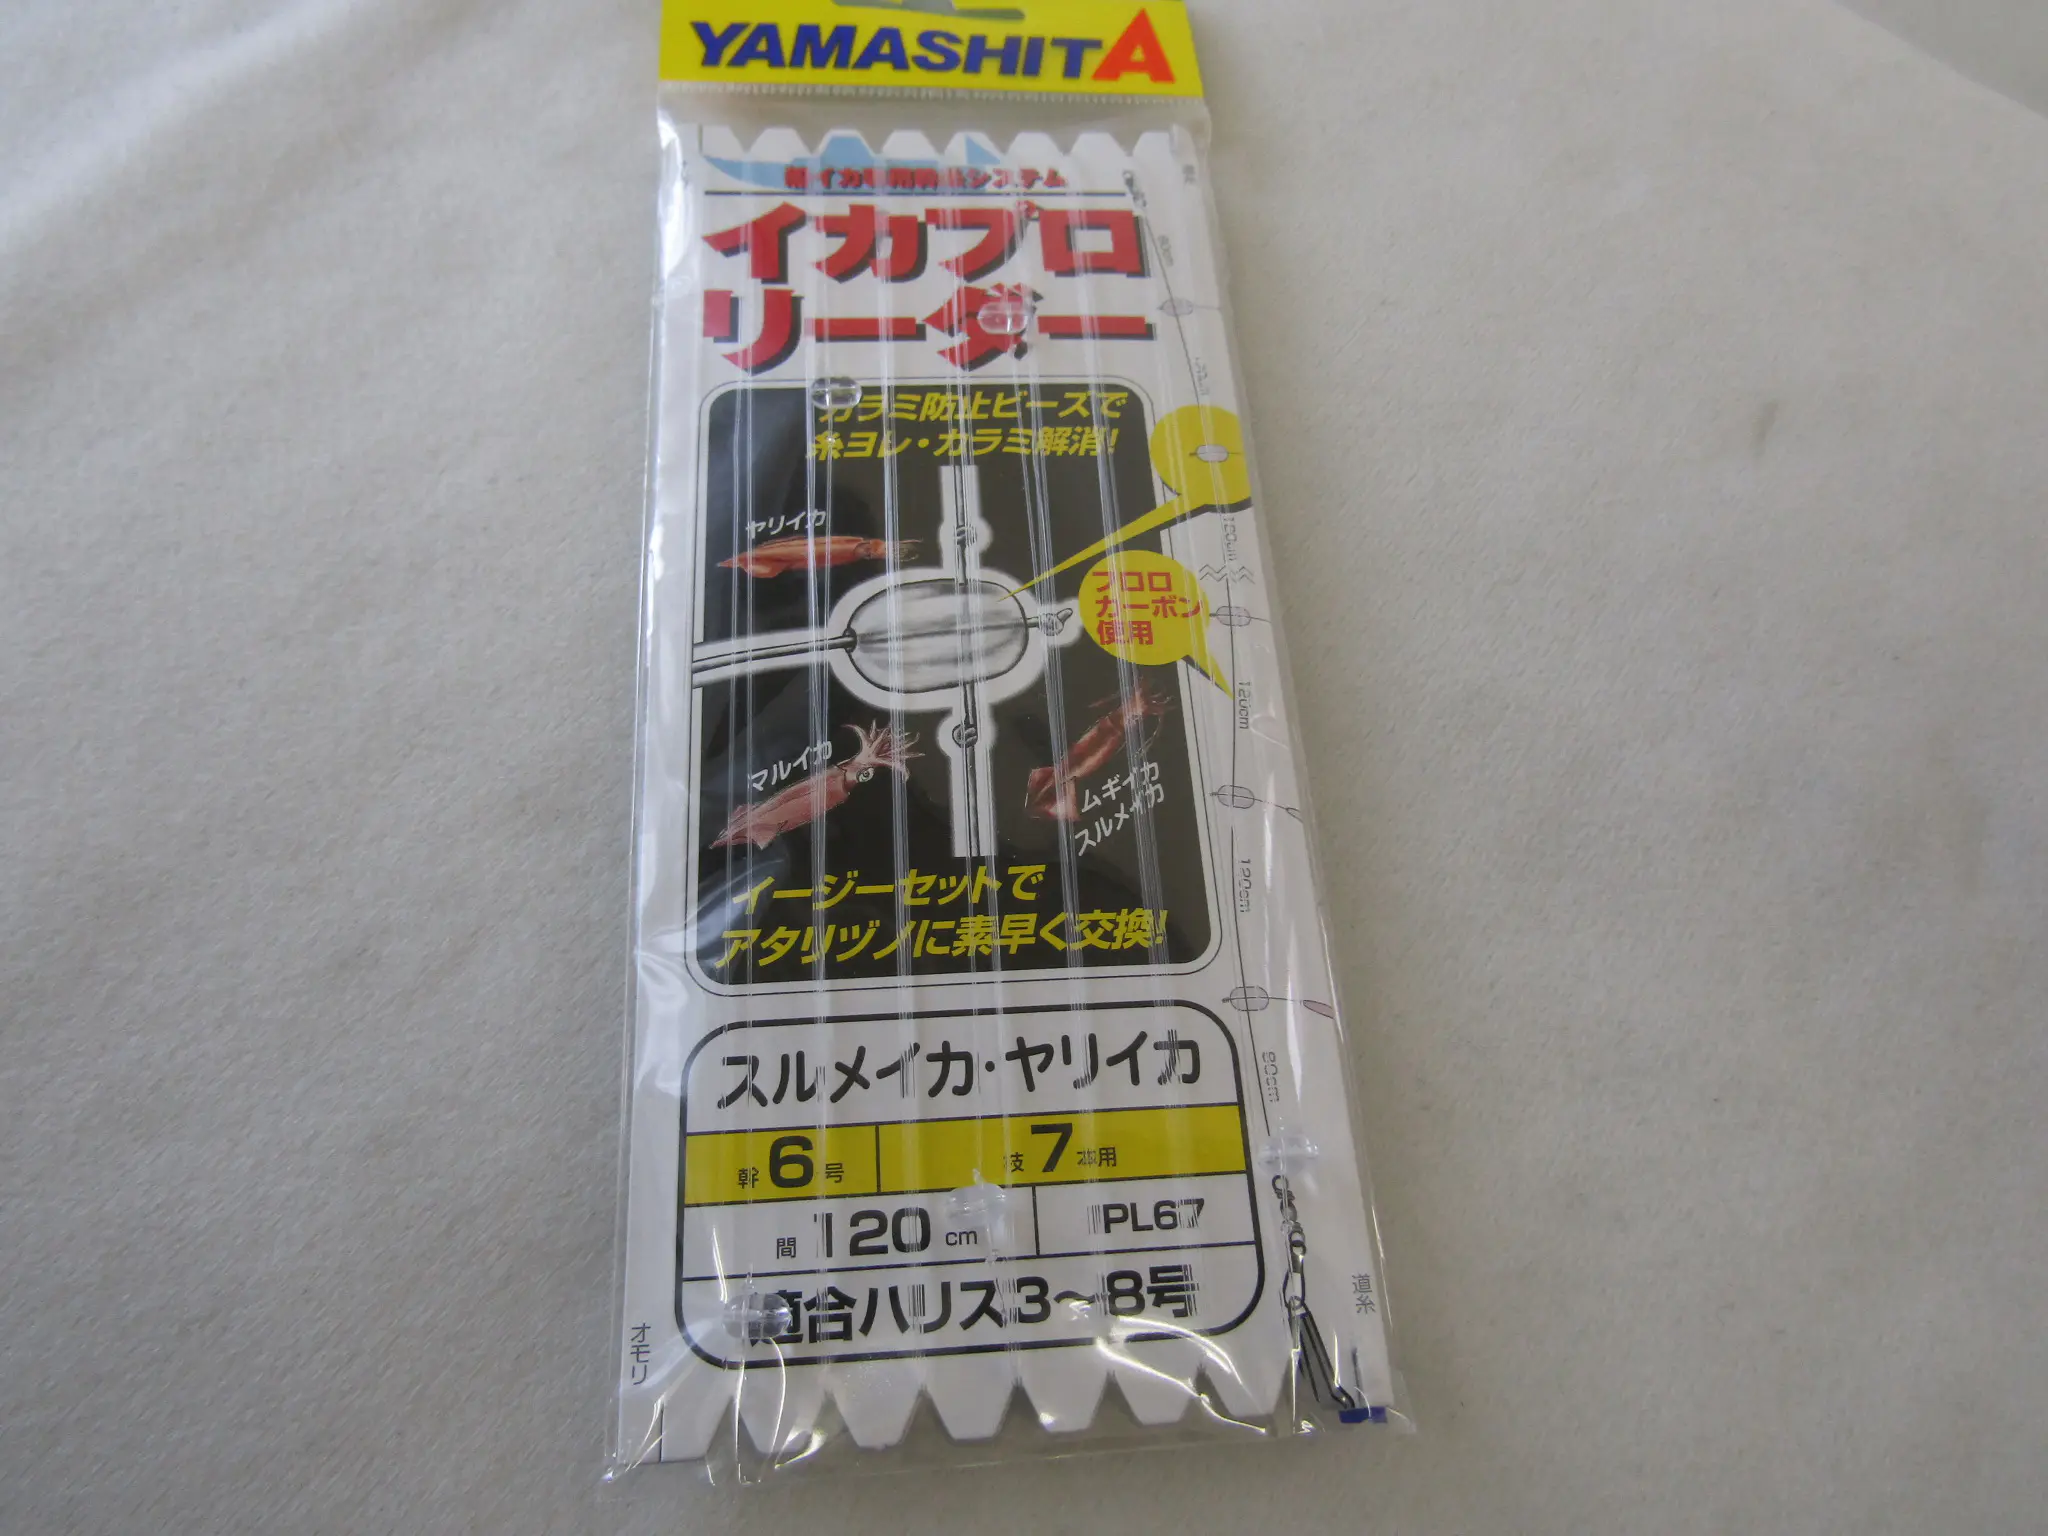 YAMASHITA
イカプロ
リーダー
カラミ防止ビーズで
糸ヨレ・カラミ解消!
ヤリイカ
フロロ
カーボン
使用
マルイカ
ムギイカ
スルメイカ
イージーセットで
アタリヅノに素早く交換!
スルメイカ・ヤリイカ
幹 6 号
枝 7 本用
間 120 cm
PL67
適合ハリス3〜8号
オモリ
道糸
120cm
120cm
120cm